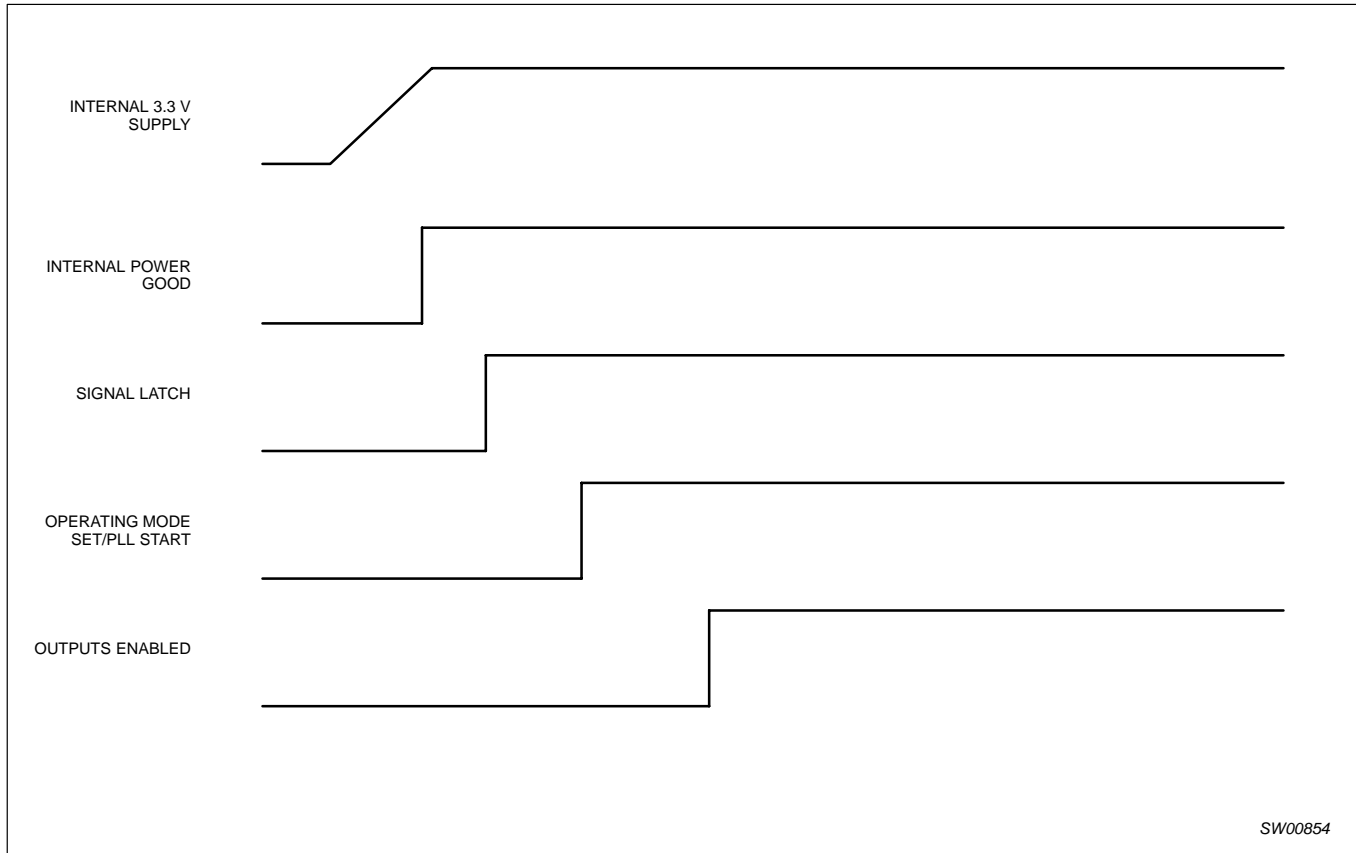 INTERNAL 3.3 V
SUPPLY
INTERNAL POWER
GOOD
SIGNAL LATCH
OPERATING MODE
SET/PLL START
OUTPUTS ENABLED
SW00854